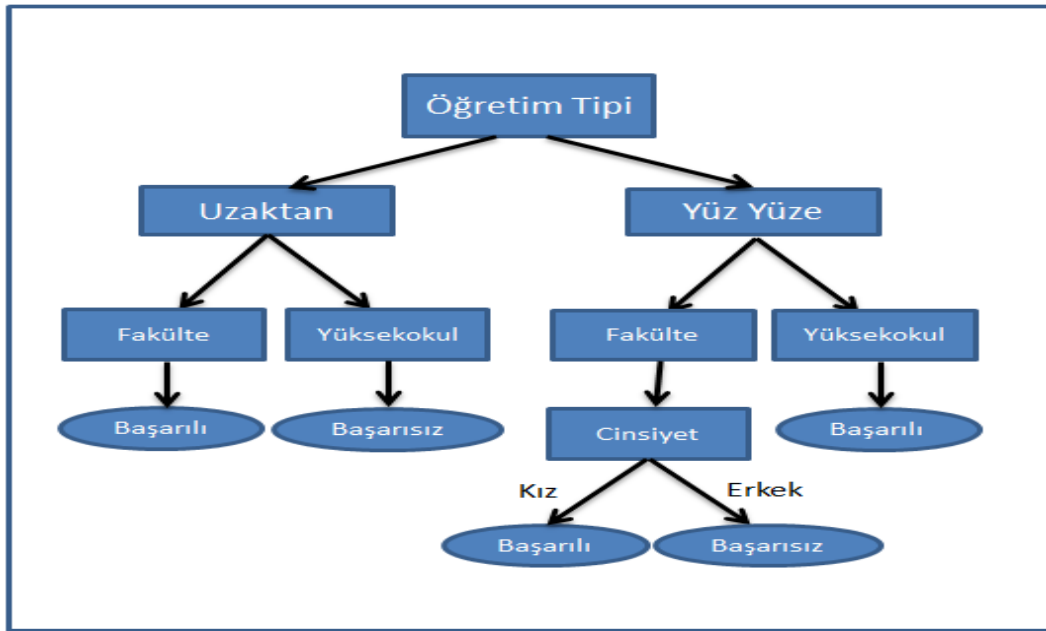 Öğretim Tipi
Uzaktan
Yüz Yüze
Fakülte
Yüksekokul
Fakülte
Yüksekokul
Başarılı
Başarısız
Cinsiyet
Başarılı
Kız
Erkek
Başarılı
Başarısız